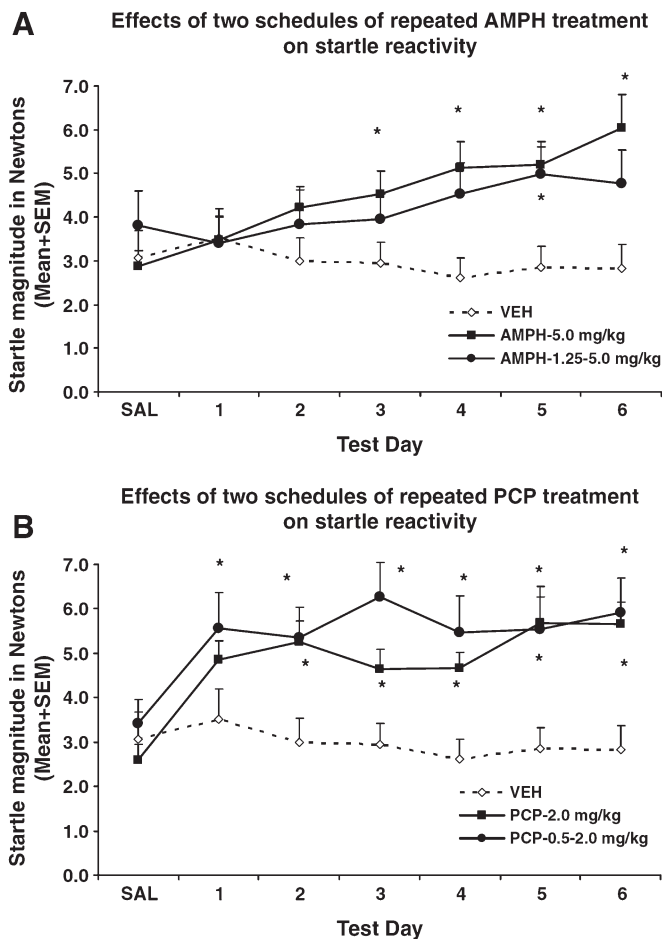 A
Effects of two schedules of repeated AMPH treatment
on startle reactivity
Startle magnitude in Newtons
(Mean+SEM)
7.0
6.0
5.0
4.0
3.0
2.0
1.0
0.0
* * * * *
VEH
AMPH-5.0 mg/kg
AMPH-1.25-5.0 mg/kg
SAL 1 2 3 4 5 6
Test Day
B
Effects of two schedules of repeated PCP treatment
on startle reactivity
Startle magnitude in Newtons
(Mean+SEM)
7.0
6.0
5.0
4.0
3.0
2.0
1.0
0.0
* * * * * *
* * * * *
VEH
PCP-2.0 mg/kg
PCP-0.5-2.0 mg/kg
SAL 1 2 3 4 5 6
Test Day